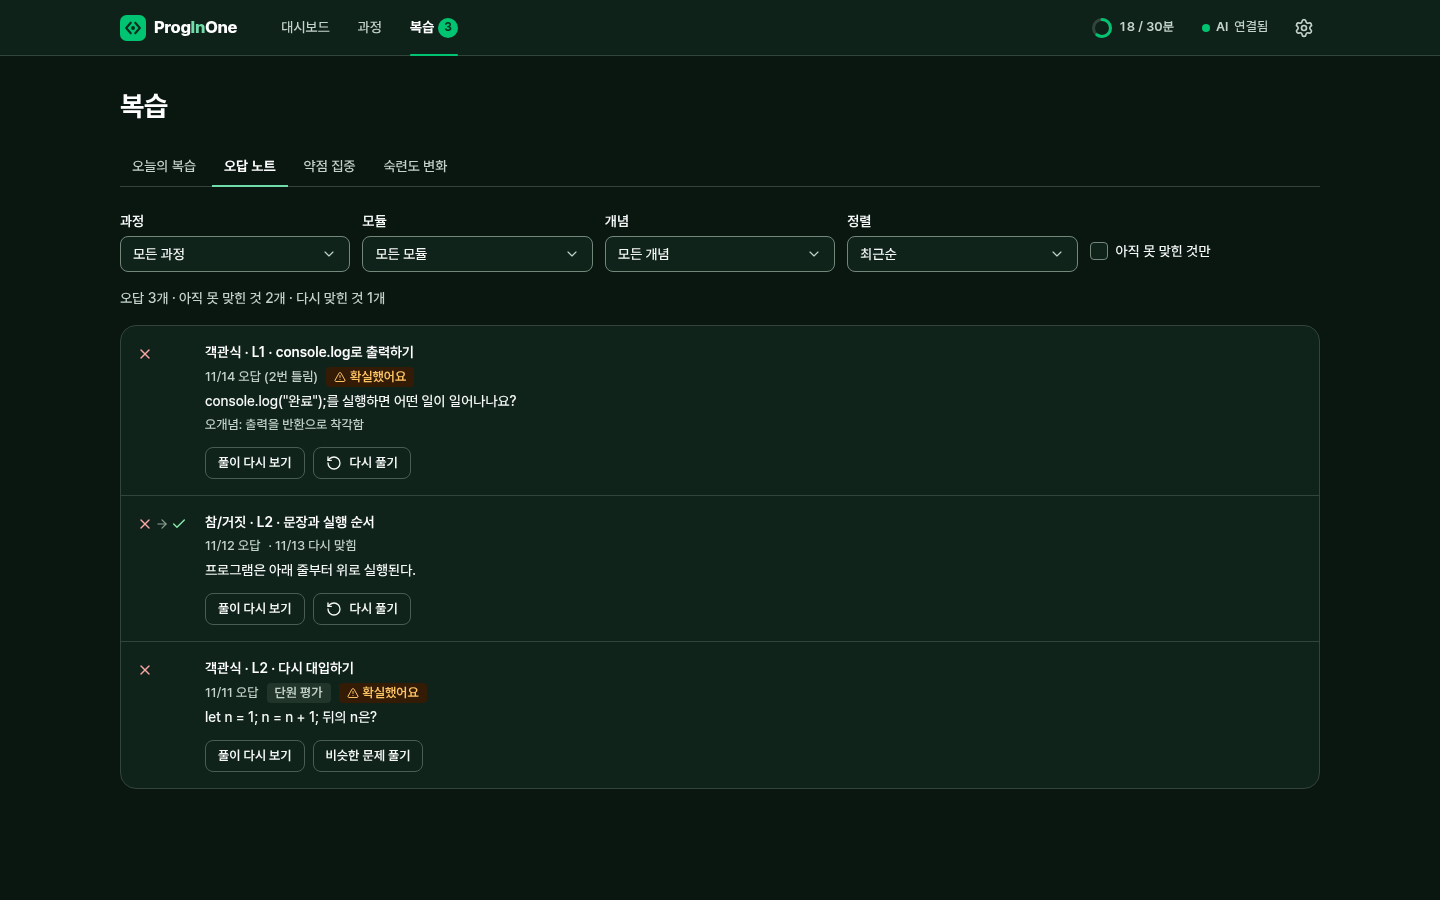 ProgInOne 대시보드 과정 복습 3 18 / 30분 AI 연결됨
복습
오늘의 복습 오답 노트 약점 집중 숙련도 변화
과정 모듈 개념 정렬
모든 과정 모든 모듈 모든 개념 최근순 아직 못 맞힌 것만
오답 3개 · 아직 못 맞힌 것 2개 · 다시 맞힌 것 1개
객관식 · L1 · console.log로 출력하기
11/14 오답 (2번 틀림) 확실했어요
console.log("완료");를 실행하면 어떤 일이 일어나나요?
오개념: 출력을 반환으로 착각함
풀이 다시 보기 다시 풀기
참/거짓 · L2 · 문장과 실행 순서
11/12 오답 · 11/13 다시 맞힘
프로그램은 아래 줄부터 위로 실행된다.
풀이 다시 보기 다시 풀기
객관식 · L2 · 다시 대입하기
11/11 오답 단원 평가 확실했어요
let n = 1; n = n + 1; 뒤의 n은?
풀이 다시 보기 비슷한 문제 풀기